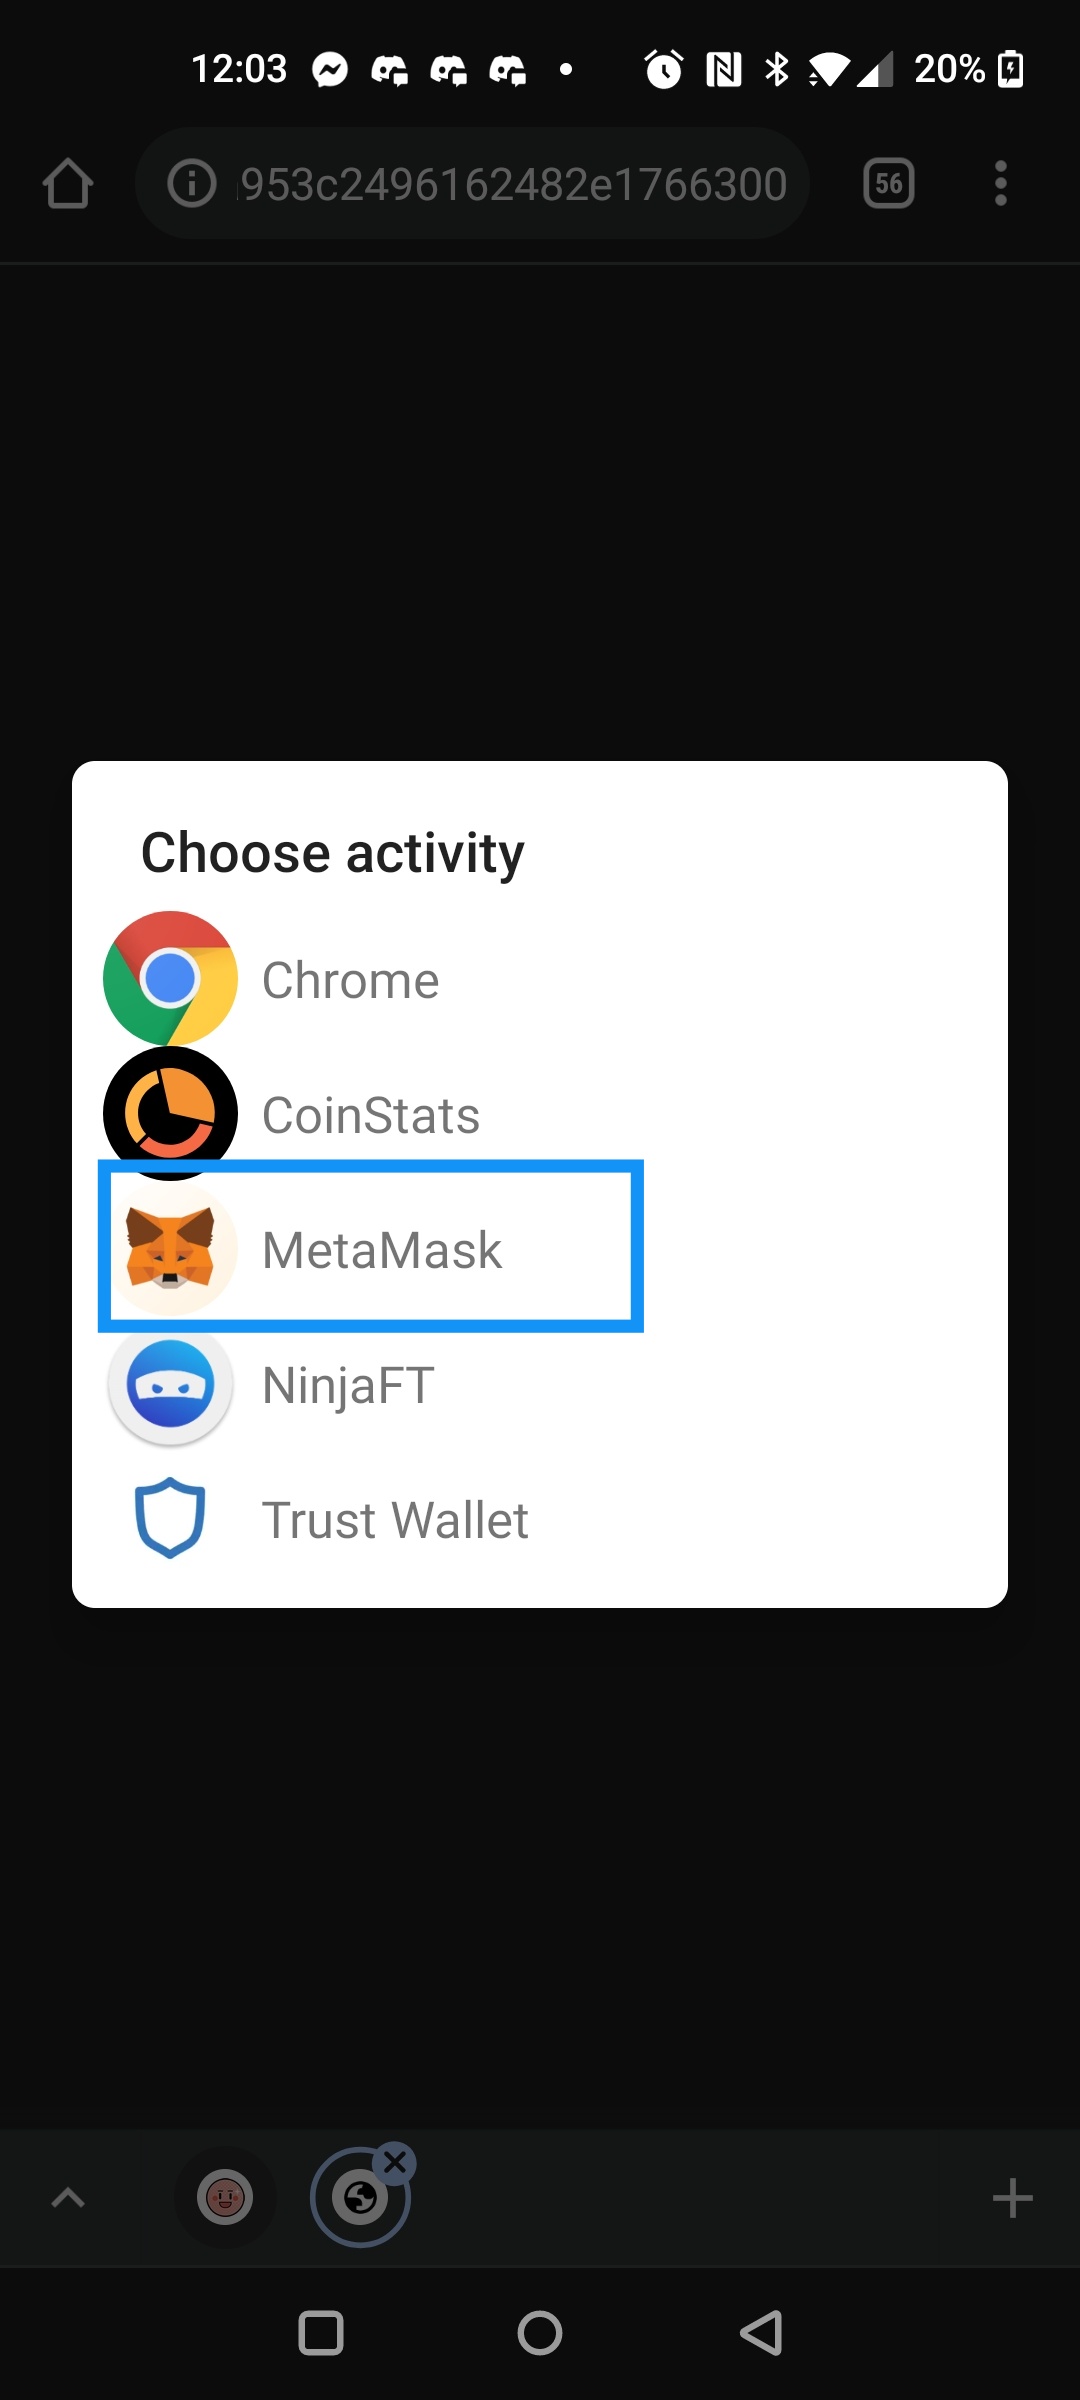 12:03
20%
953c2496162482e1766300
56
Choose activity
Chrome
CoinStats
MetaMask
NinjaFT
Trust Wallet